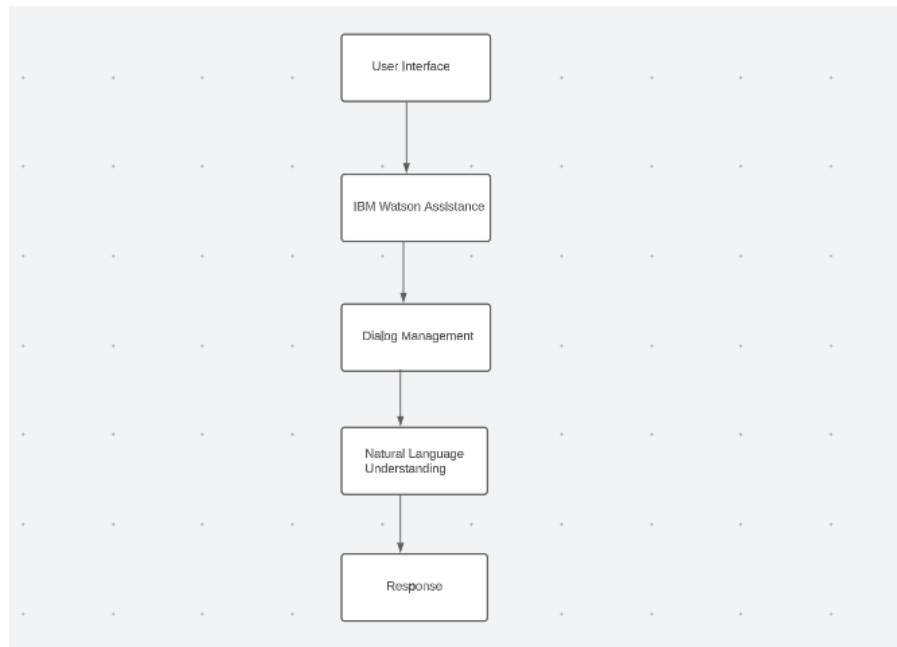 User Interface
IBM Watson Assistance
Dialog Management
Natural Language
Understanding
Response